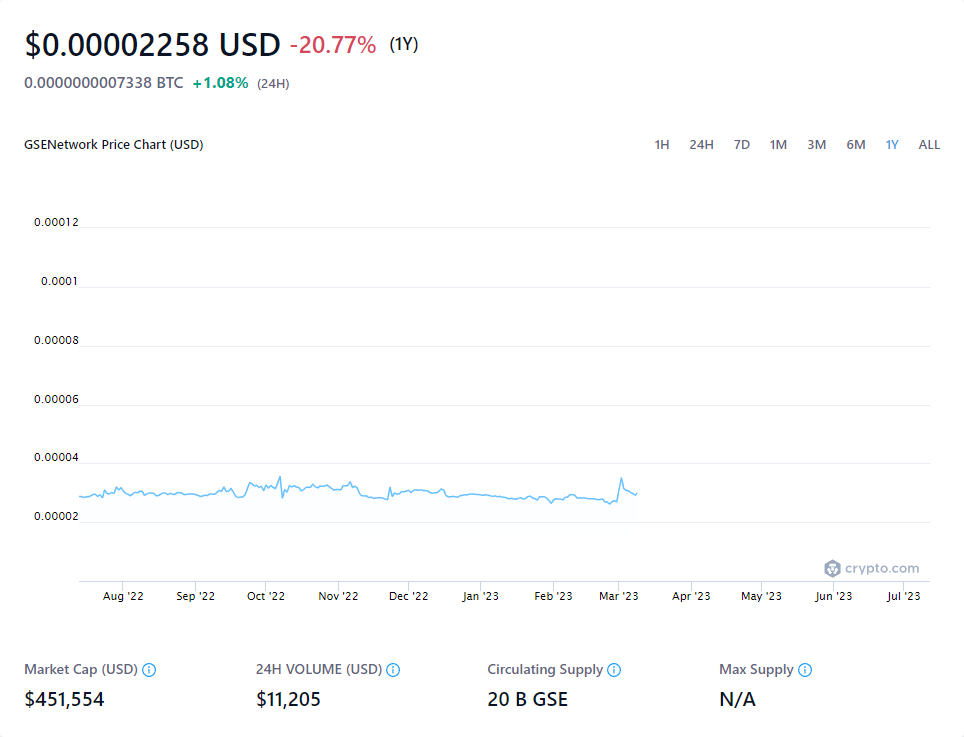 $0.00002258 USD -20.77% (1Y)
0.0000000007338 BTC +1.08% (24H)
GSENetwork Price Chart (USD) 1H 24H 7D 1M 3M 6M 1Y ALL
0.00012
0.0001
0.00008
0.00006
0.00004
0.00002
crypto.com
Aug '22 Sep '22 Oct '22 Nov '22 Dec '22 Jan '23 Feb '23 Mar '23 Apr '23 May '23 Jun '23 Jul '23
Market Cap (USD) 24H VOLUME (USD) Circulating Supply Max Supply
$451,554 $11,205 20 B GSE N/A